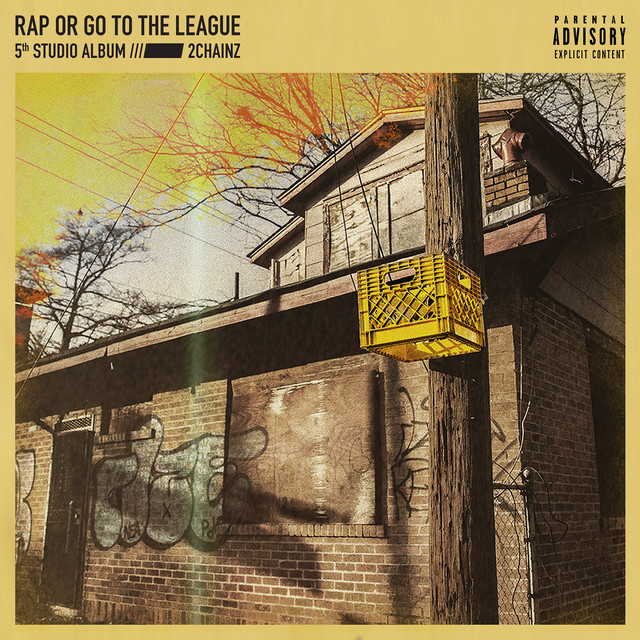 RAP OR GO TO THE LEAGUE
5th STUDIO ALBUM /// 2CHAINZ
PARENTAL
ADVISORY
EXPLICIT CONTENT